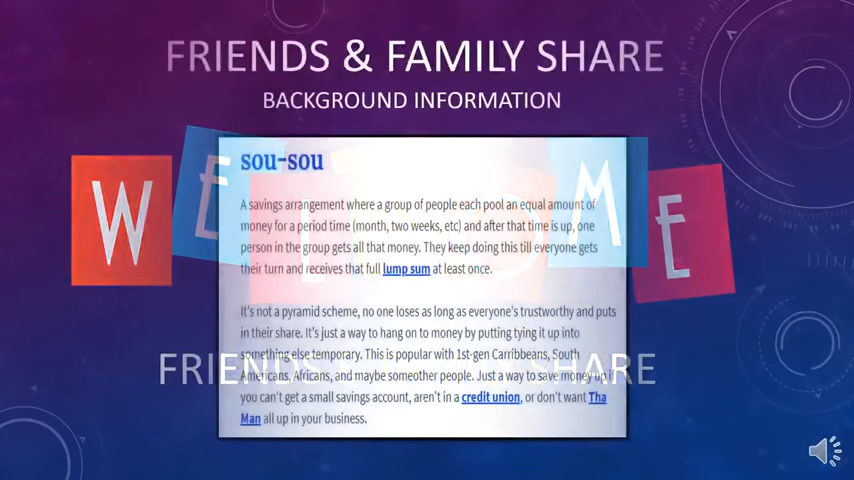 FRIENDS & FAMILY SHARE
BACKGROUND INFORMATION
WELCOME
sou-sou
A savings arrangement where a group of people each pool an equal amount of
money for a period time (month, two weeks, etc) and after that time is up, one
person in the group gets all that money. They keep doing this till everyone gets
their turn and receives that full lump sum at least once.
It's not a pyramid scheme, no one loses as long as everyone's trustworthy and puts
in their share. It's just a way to hang on to money by putting tying it up into
something else temporary. This is popular with 1st-gen Carribbeans, South
FRIENDS & FAMILY SHARE
Americans, Africans, and maybe someother people. Just a way to save money up if
you can't get a small savings account, aren't in a credit union, or don't want Tha
Man all up in your business.